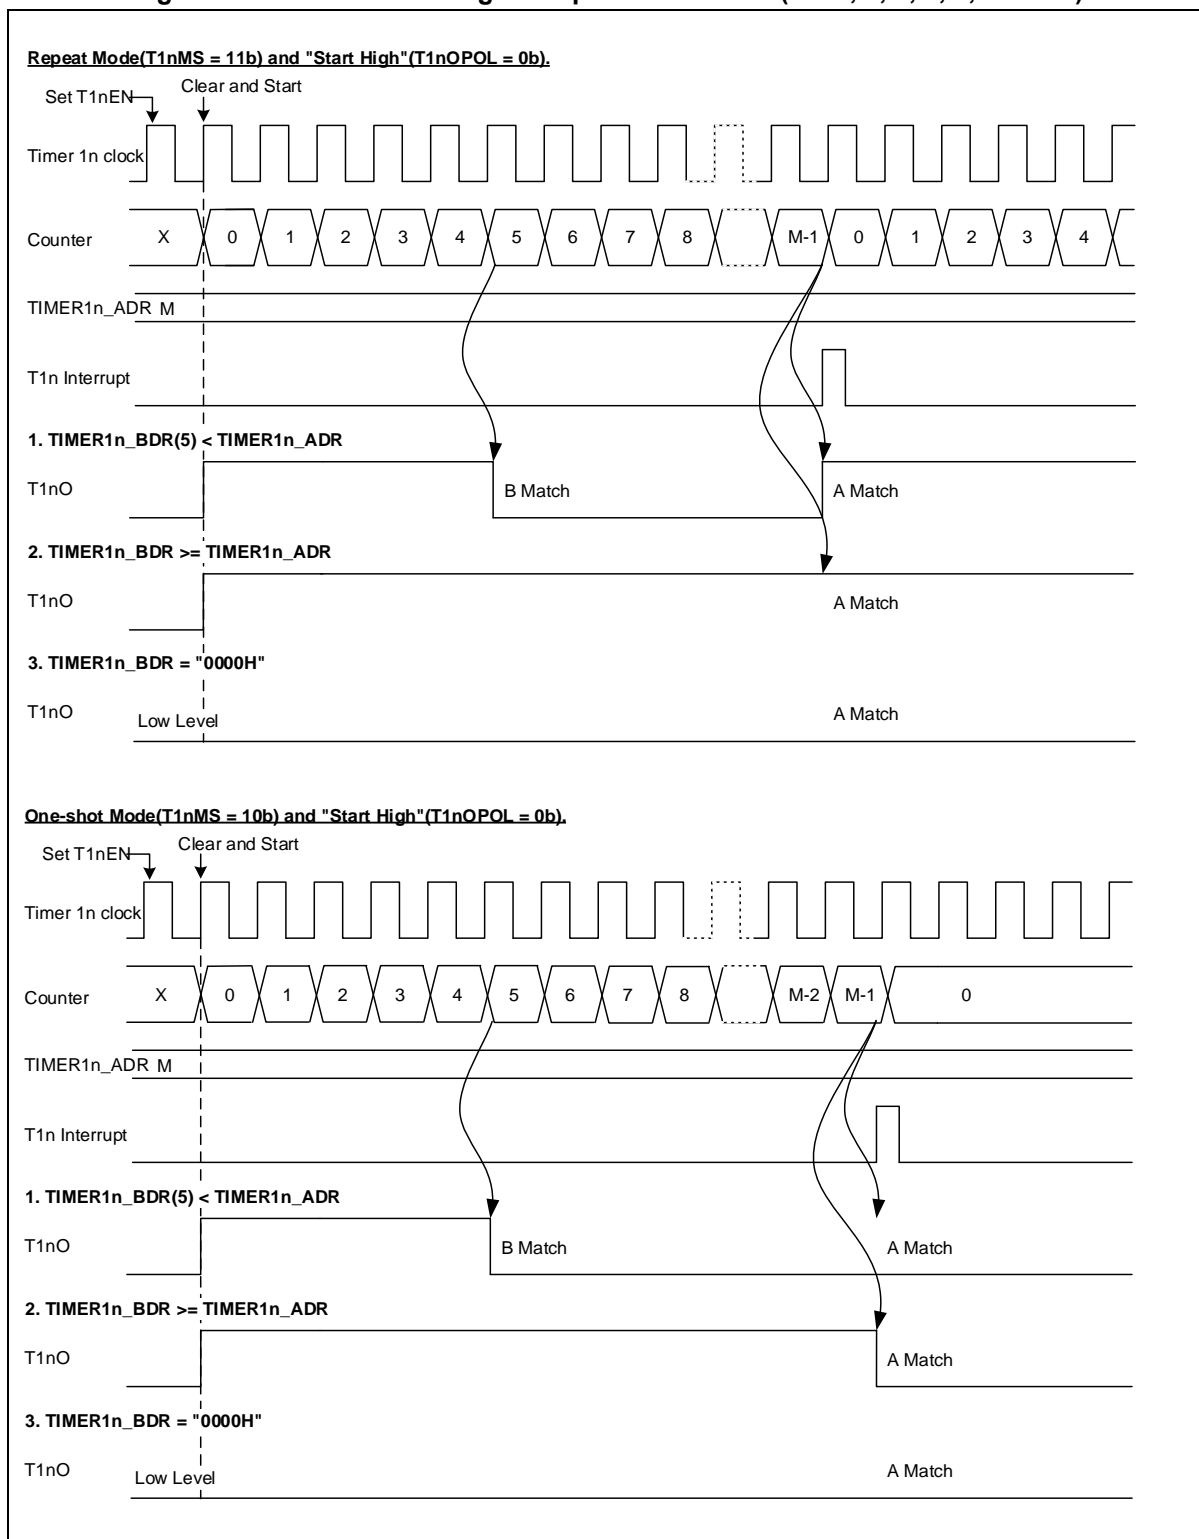 Repeat Mode(T1nMS = 11b) and "Start High"(T1nOPOL = 0b).
Set T1nEN
Clear and Start
Timer 1n clock
Counter X 0 1 2 3 4 5 6 7 8 M-1 0 1 2 3 4
TIMER1n_ADR M
T1n Interrupt
1. TIMER1n_BDR(5) < TIMER1n_ADR
T1nO B Match A Match
2. TIMER1n_BDR >= TIMER1n_ADR
T1nO A Match
3. TIMER1n_BDR = "0000H"
T1nO Low Level A Match
One-shot Mode(T1nMS = 10b) and "Start High"(T1nOPOL = 0b).
Set T1nEN
Clear and Start
Timer 1n clock
Counter X 0 1 2 3 4 5 6 7 8 M-2 M-1 0
TIMER1n_ADR M
T1n Interrupt
1. TIMER1n_BDR(5) < TIMER1n_ADR
T1nO B Match A Match
2. TIMER1n_BDR >= TIMER1n_ADR
T1nO A Match
3. TIMER1n_BDR = "0000H"
T1nO Low Level A Match